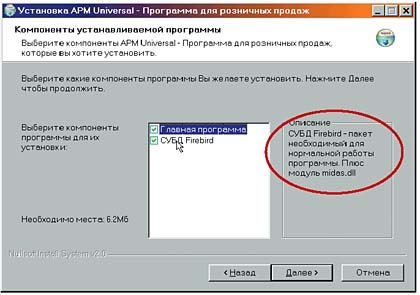 Установка APM Universal - Программа для розничных продаж
Компоненты устанавливаемой программы
Выберите компоненты APM Universal - Программа для розничных продаж,
которые вы хотите установить.
Выберите какие компоненты программы Вы желаете установить. Нажмите Далее
чтобы продолжить.
Выберите компоненты
программы для их
установки:
Главная программа
СУБД Firebird
Описание
СУБД Firebird - пакет
необходимый для
нормальной работы
программы. Плюс
модуль midas.dll
Необходимо места: 6.2Мб
Nullsoft Install System v2.0
< Назад
Далее >
Отмена